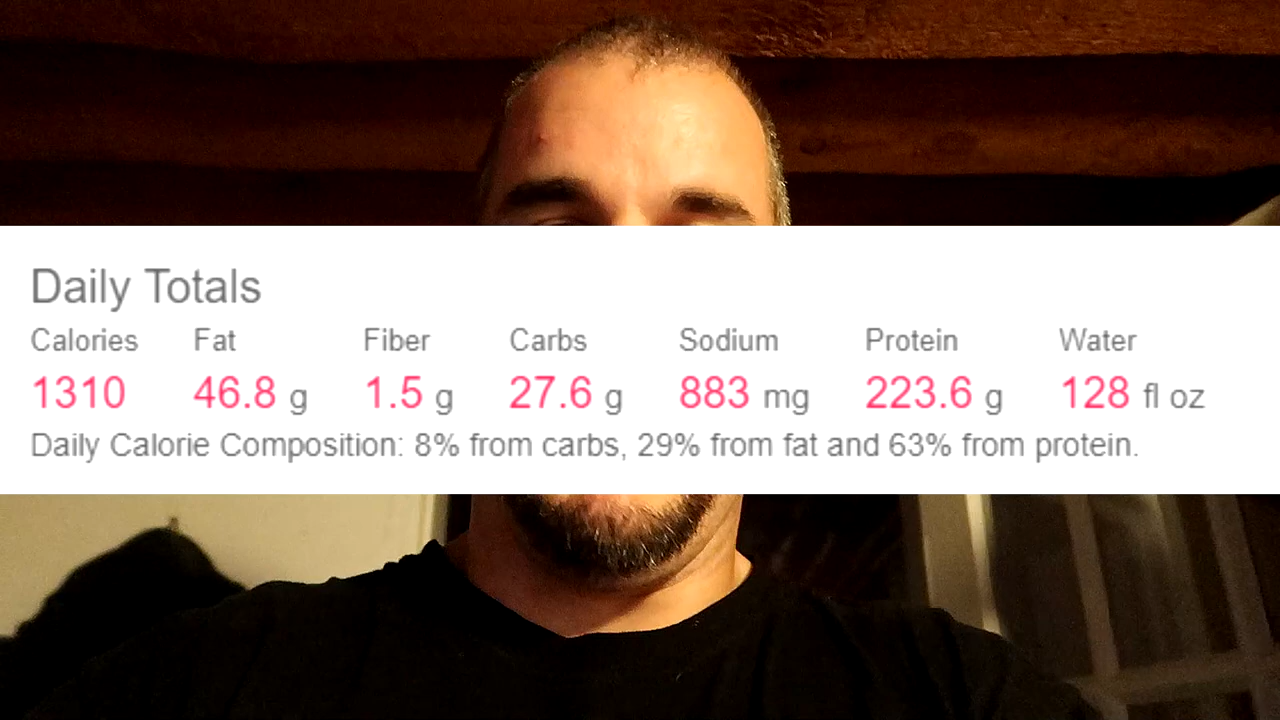 Daily Totals
Calories Fat Fiber Carbs Sodium Protein Water
1310 46.8 g 1.5 g 27.6 g 883 mg 223.6 g 128 fl oz
Daily Calorie Composition: 8% from carbs, 29% from fat and 63% from protein.